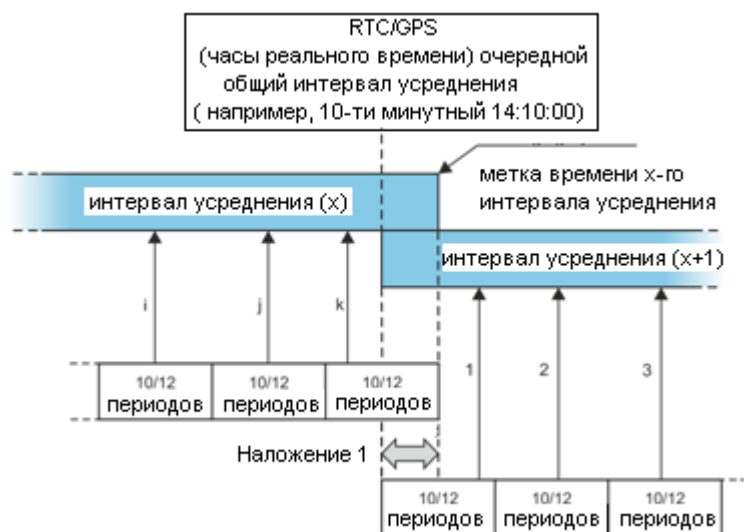 RTC/GPS
(часы реального времени) очередной
общий интервал усреднения
( например, 10-ти минутный 14:10:00)
метка времени x-го
интервала усреднения
интервал усреднения (x)
интервал усреднения (x+1)
i
j
k
1
2
3
10/12
периодов
10/12
периодов
10/12
периодов
Наложение 1
10/12
периодов
10/12
периодов
10/12
периодов